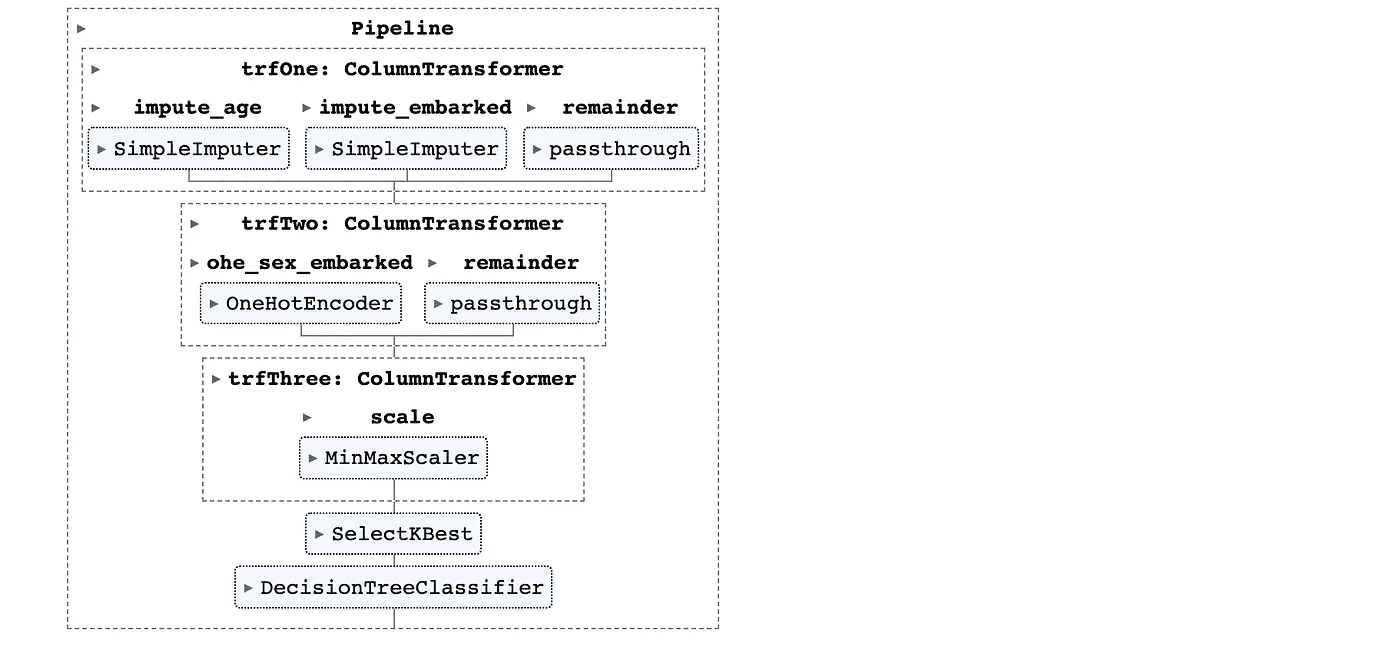 Pipeline
trfOne: ColumnTransformer
impute_age impute_embarked remainder
SimpleImputer SimpleImputer passthrough
trfTwo: ColumnTransformer
ohe_sex_embarked remainder
OneHotEncoder passthrough
trfThree: ColumnTransformer
scale
MinMaxScaler
SelectKBest
DecisionTreeClassifier